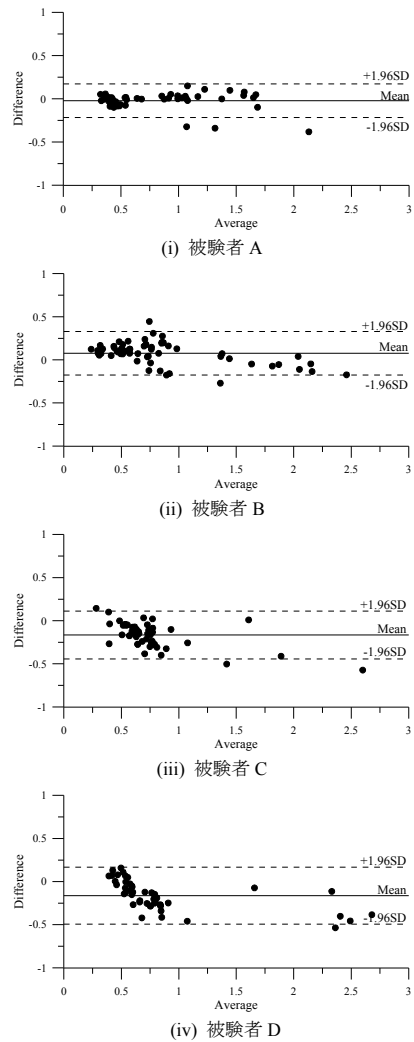 1
+1.96SD
0.5
Mean
0
-0.5
-1.96SD
-1
Difference
0 0.5 1 1.5 2 2.5 3
Average
(i) 被験者 A
1
0.5
+1.96SD
Mean
0
-0.5
-1.96SD
-1
Difference
0 0.5 1 1.5 2 2.5 3
Average
(ii) 被験者 B
1
0.5
+1.96SD
0
Mean
-0.5
-1.96SD
-1
Difference
0 0.5 1 1.5 2 2.5 3
Average
(iii) 被験者 C
1
0.5
+1.96SD
0
Mean
-0.5
-1.96SD
-1
Difference
0 0.5 1 1.5 2 2.5 3
Average
(iv) 被験者 D